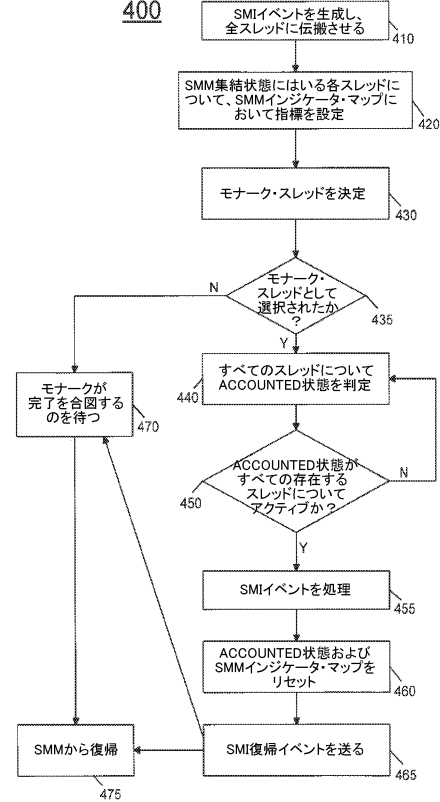 400
SMIイベントを生成し、
全スレッドに伝搬させる
410
SMM集結状態にはいる各スレッドに
ついて、SMMインジケータ・マップに
おいて指標を設定
420
モナーク・スレッドを決定
430
モナーク・
スレッドとして
選択されたか
？
435
N
Y
すべてのスレッドについて
ACCOUNTED状態を判定
440
モナークが
完了を合図する
のを待つ
470
ACCOUNTED状態が
すべての存在する
スレッドについて
アクティブか？
450
N
Y
SMIイベントを処理
455
ACCOUNTED状態および
SMMインジケータ・マップを
リセット
460
SMI復帰イベントを送る
465
SMMから復帰
475